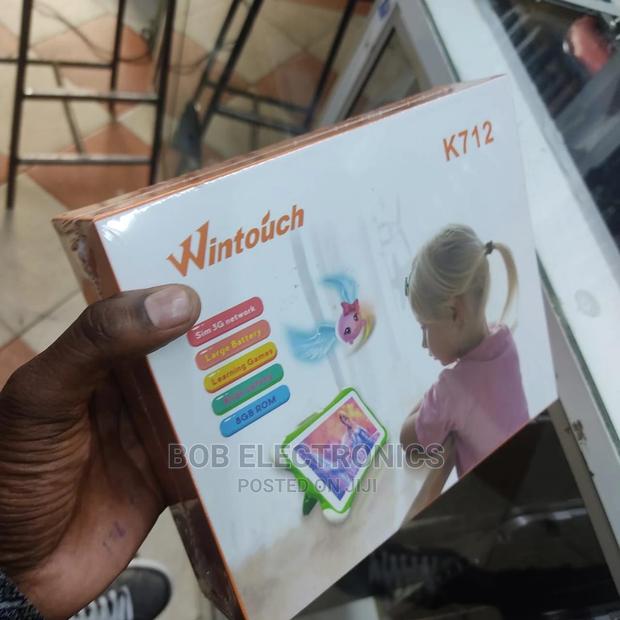 K712
Wintouch
Sim 3G network
Large Battery
Learning Games
8GB ROM
BOB ELECTRONICS
POSTED ON JIJI